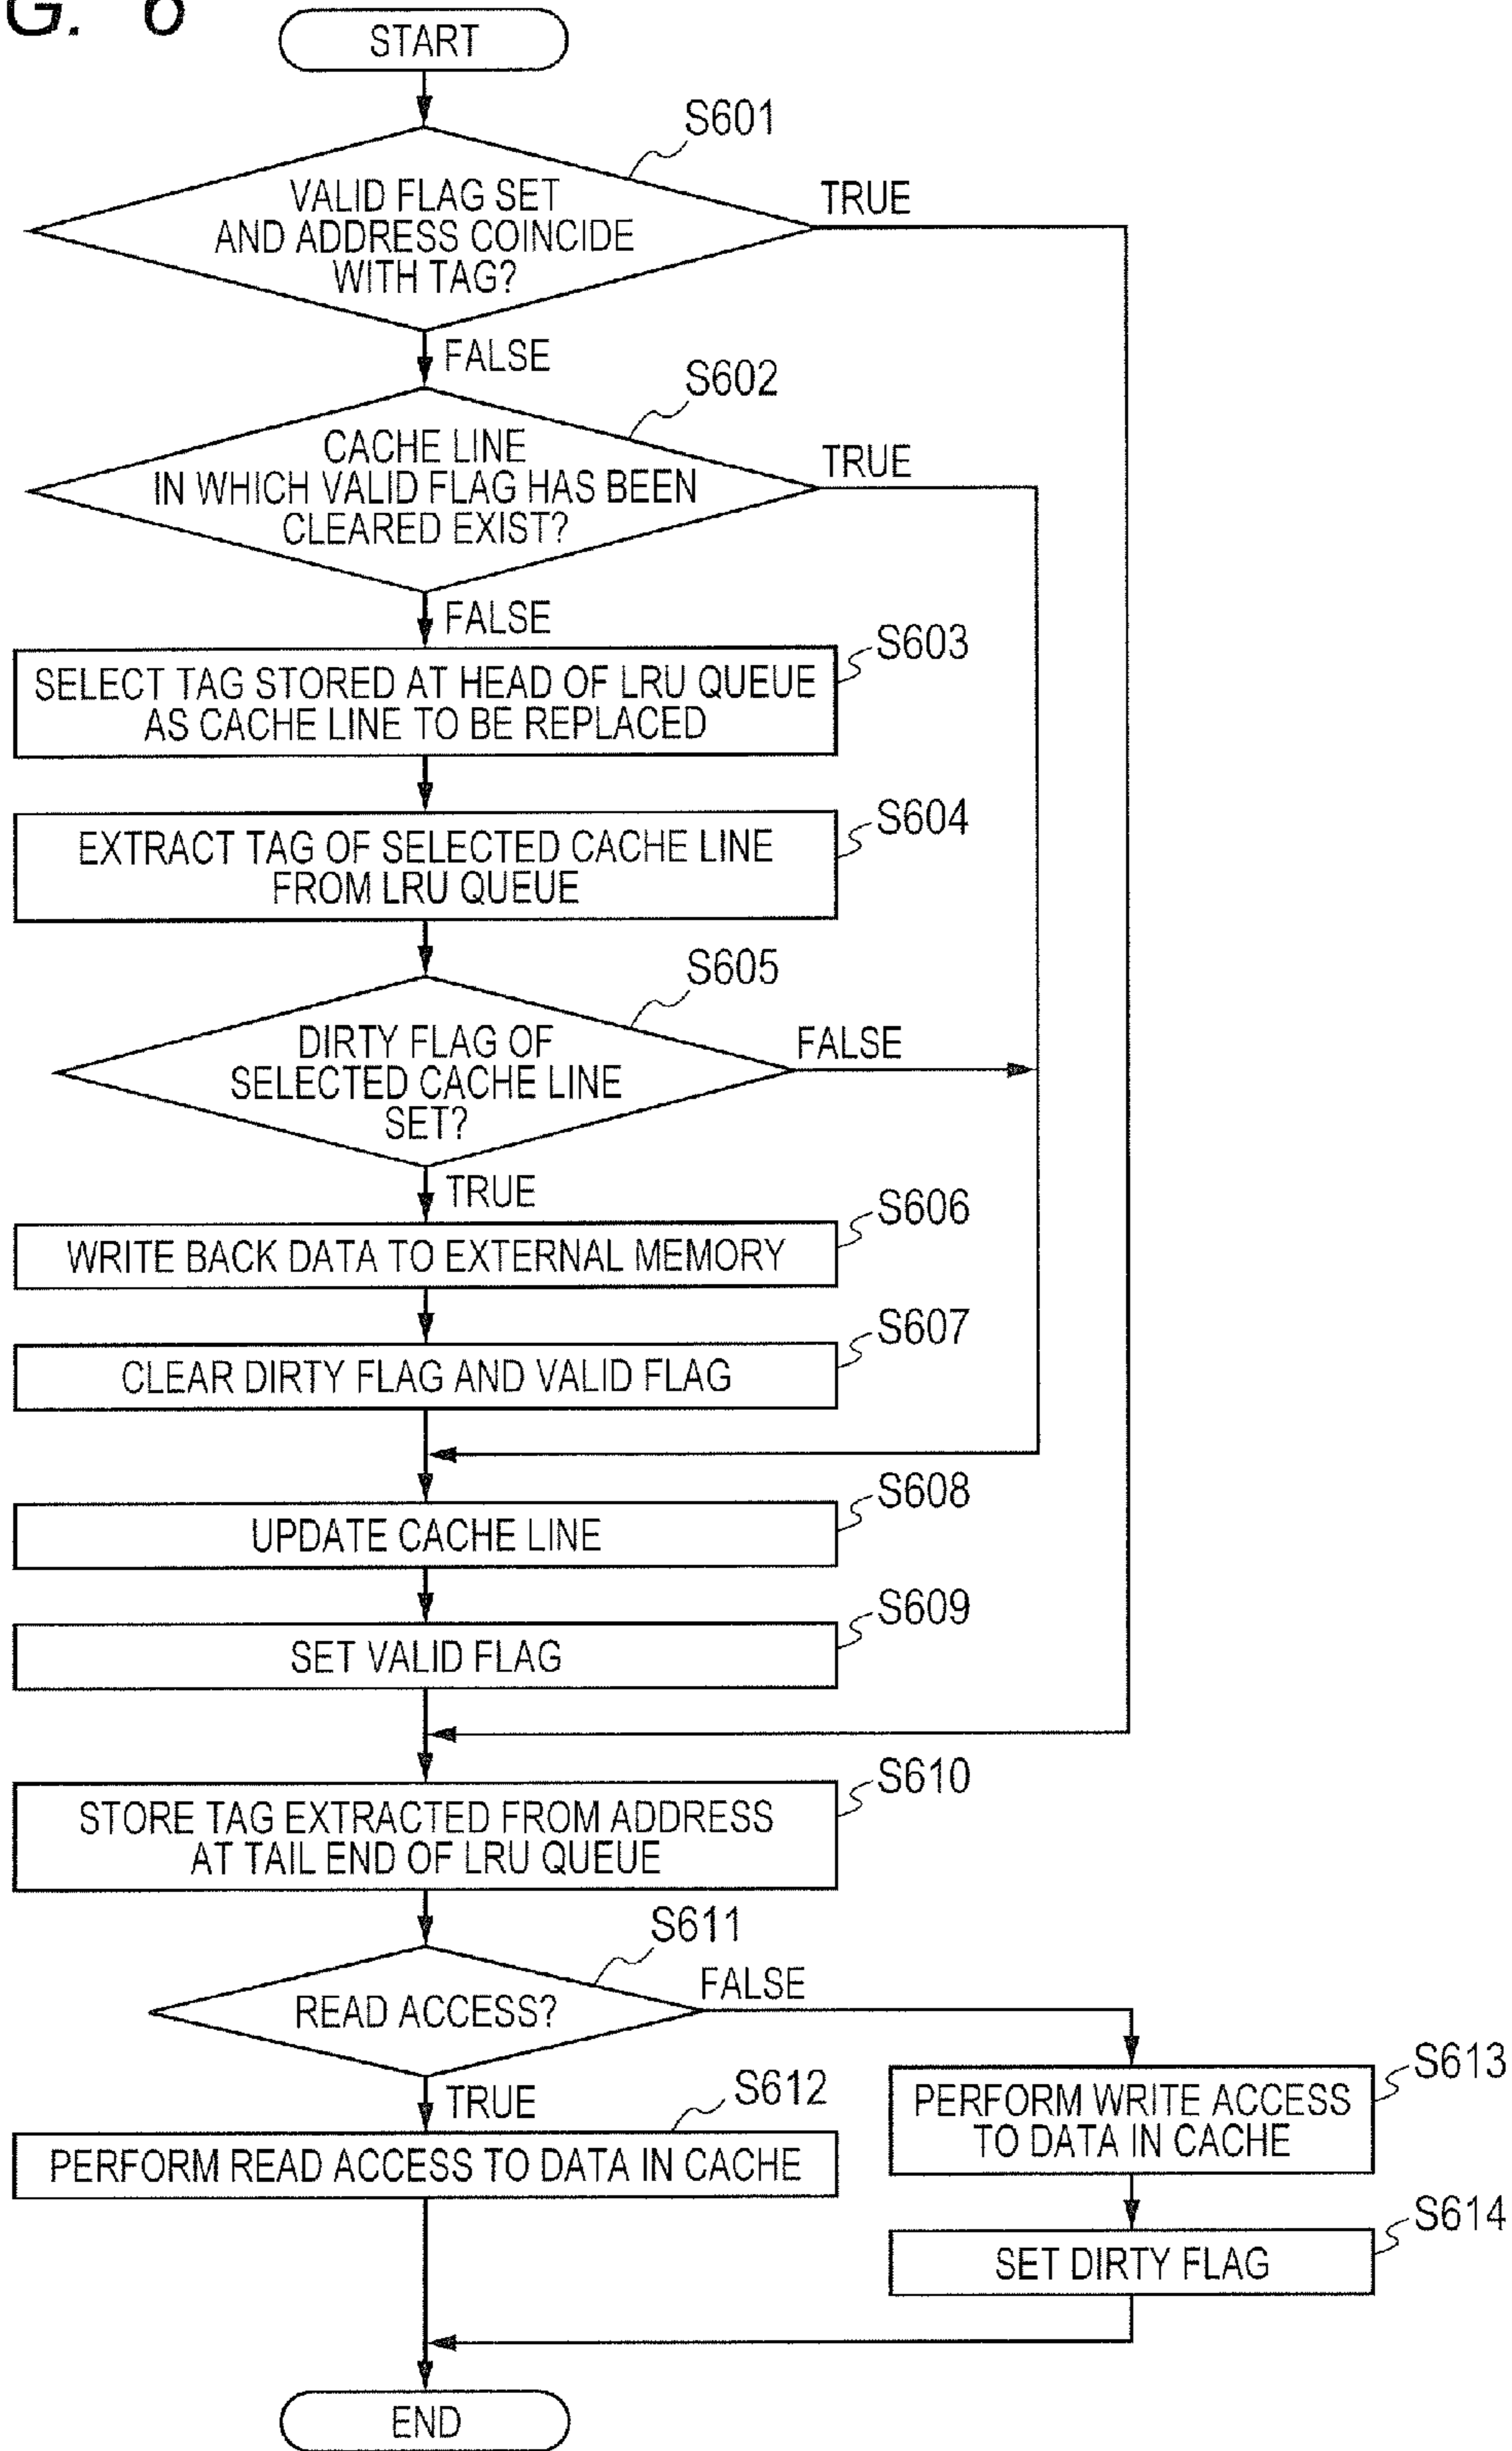 G. 6
START
S601
VALID FLAG SET
AND ADDRESS COINCIDE
WITH TAG?
TRUE
FALSE
S602
CACHE LINE
IN WHICH VALID FLAG HAS BEEN
CLEARED EXIST?
TRUE
FALSE
S603
SELECT TAG STORED AT HEAD OF LRU QUEUE
AS CACHE LINE TO BE REPLACED
S604
EXTRACT TAG OF SELECTED CACHE LINE
FROM LRU QUEUE
S605
DIRTY FLAG OF
SELECTED CACHE LINE
SET?
FALSE
TRUE
S606
WRITE BACK DATA TO EXTERNAL MEMORY
S607
CLEAR DIRTY FLAG AND VALID FLAG
S608
UPDATE CACHE LINE
S609
SET VALID FLAG
S610
STORE TAG EXTRACTED FROM ADDRESS
AT TAIL END OF LRU QUEUE
S611
READ ACCESS?
FALSE
TRUE
S612
PERFORM READ ACCESS TO DATA IN CACHE
S613
PERFORM WRITE ACCESS
TO DATA IN CACHE
S614
SET DIRTY FLAG
END